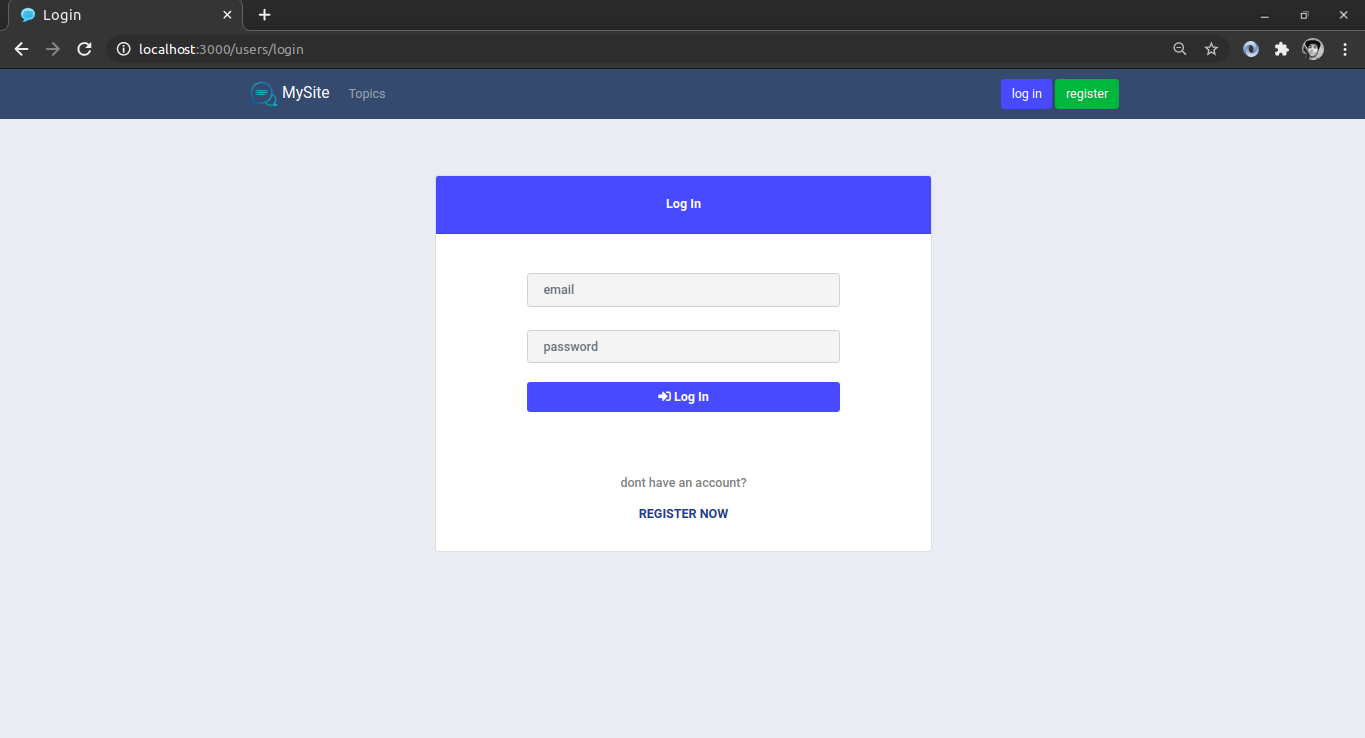 Login
localhost:3000/users/login
MySite Topics log in register
Log In
email
password
Log In
dont have an account?
REGISTER NOW